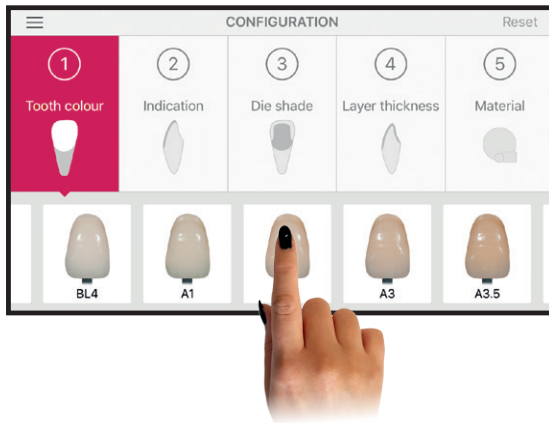 CONFIGURATION Reset
1 2 3 4 5
Tooth colour Indication Die shade Layer thickness Material
BL4 A1 A3 A3.5